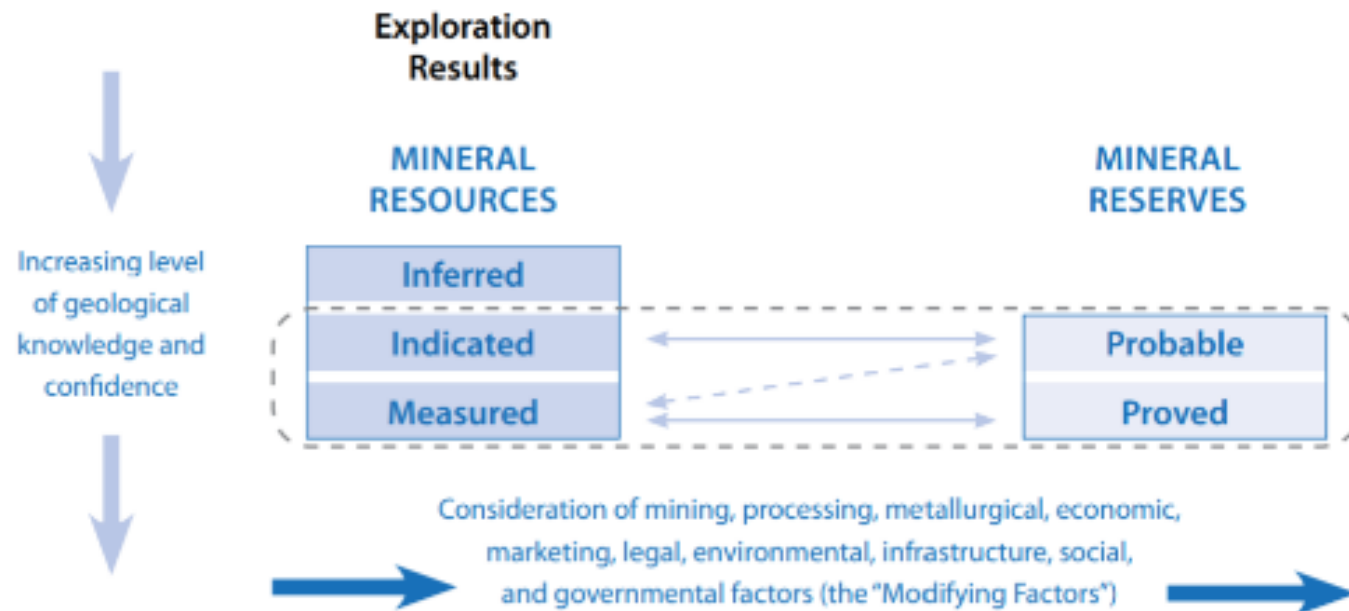 Exploration
Results
MINERAL
RESOURCES
MINERAL
RESERVES
Increasing level
of geological
knowledge and
confidence
Inferred
Indicated
Measured
Probable
Proved
Consideration of mining, processing, metallurgical, economic,
marketing, legal, environmental, infrastructure, social,
and governmental factors (the “Modifying Factors”)